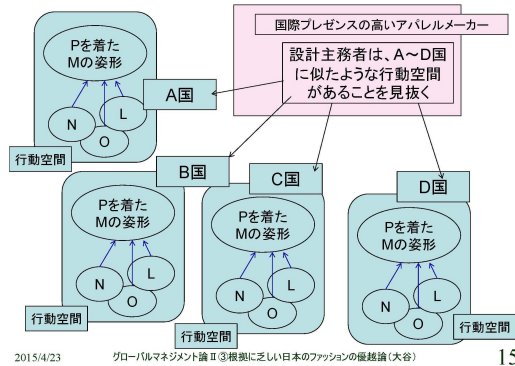 国際プレゼンスの高いアパレルメーカー
設計主務者は、A～D国
に似たような行動空間
があることを見抜く
Pを着た
Mの姿形
N
O
L
A国
行動空間
B国
Pを着た
Mの姿形
N
O
L
行動空間
C国
Pを着た
Mの姿形
N
O
L
行動空間
D国
Pを着た
Mの姿形
N
O
L
行動空間
2015/4/23
グローバルマネジメント論Ⅱ③根拠に乏しい日本のファッションの優越論(大谷)
15